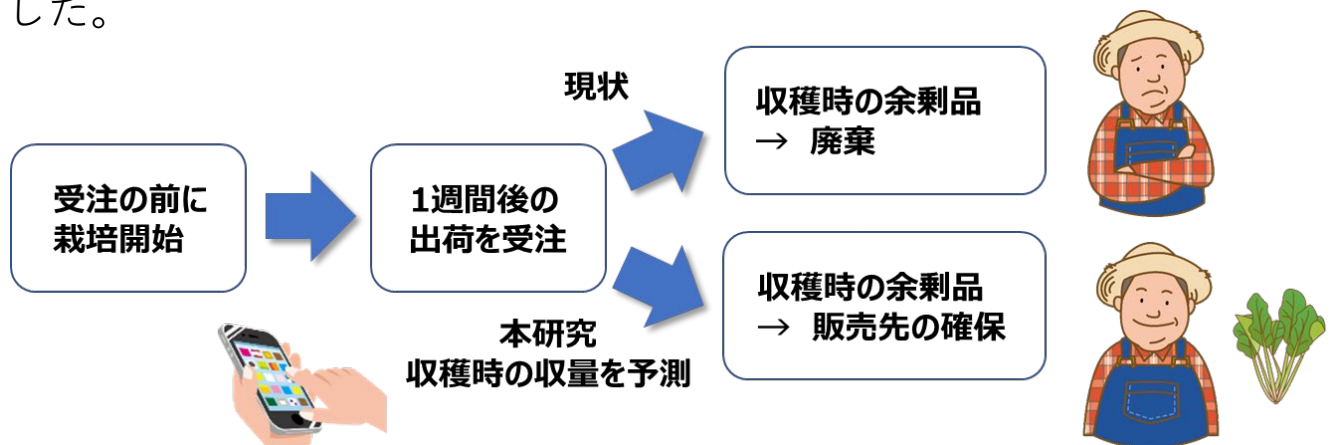 した。
現状
収穫時の余剰品
→ 廃棄
受注の前に
栽培開始
1週間後の
出荷を受注
本研究
収穫時の収量を予測
収穫時の余剰品
→ 販売先の確保